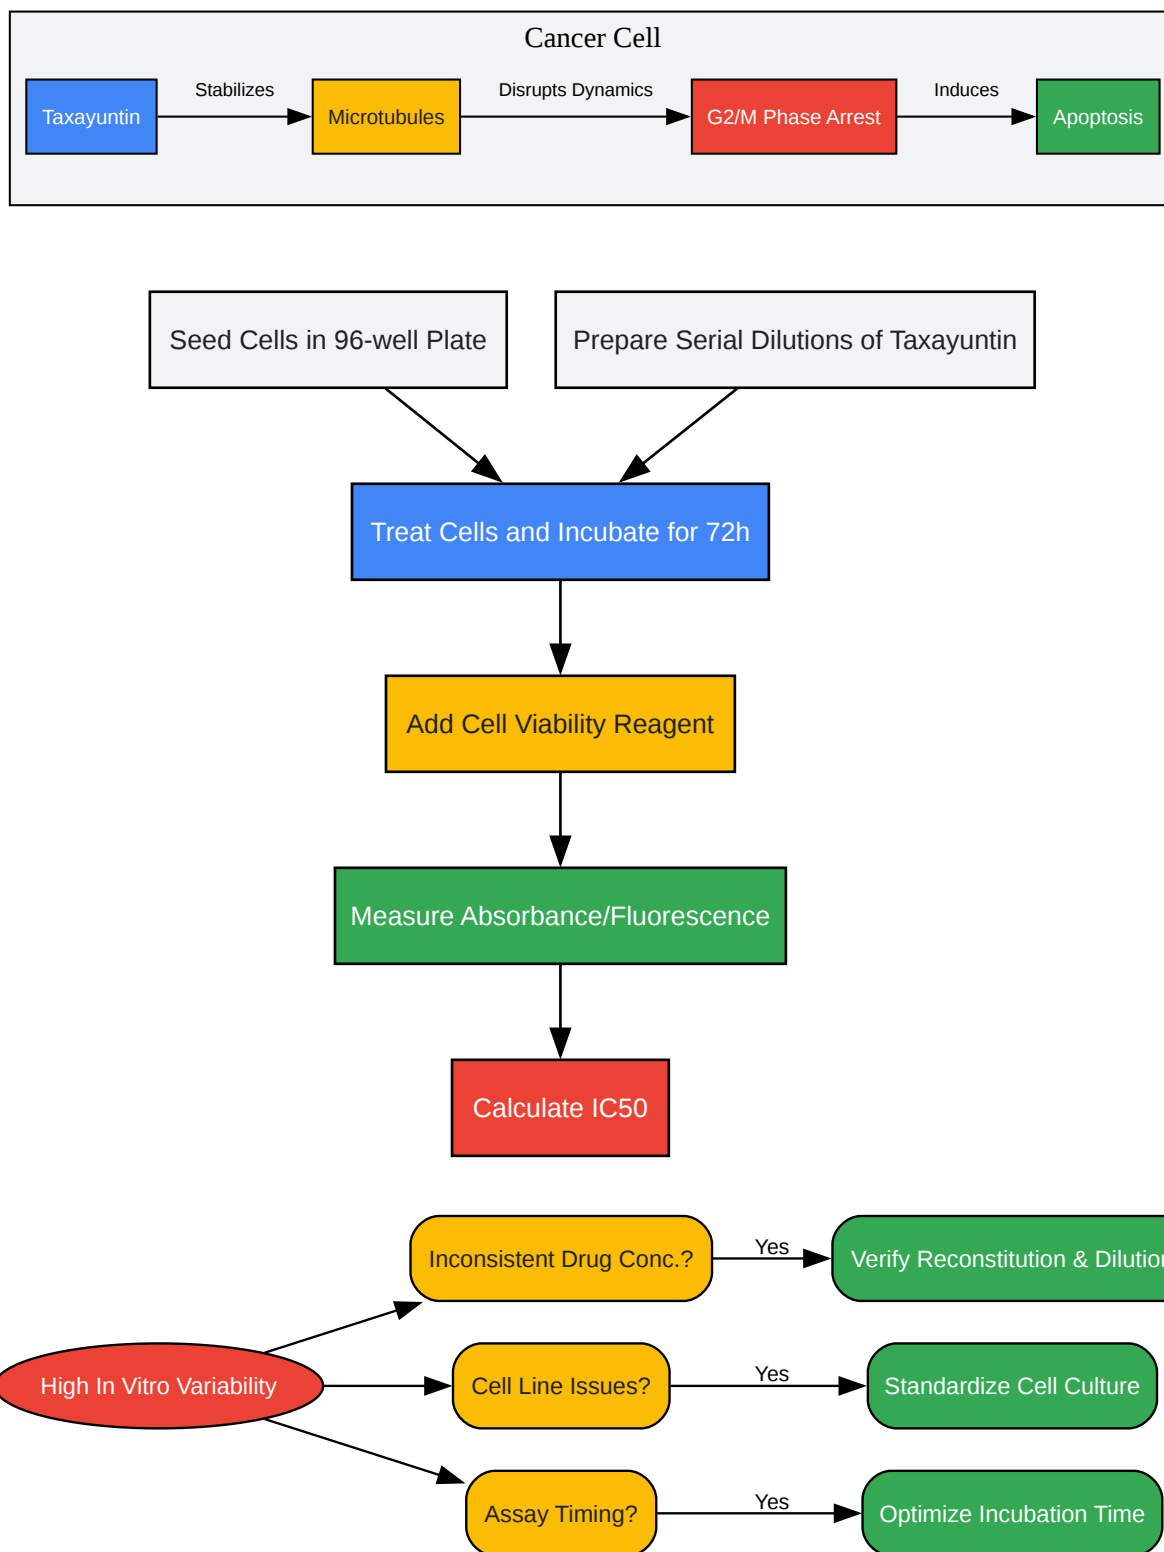 Cancer Cell
Taxayuntin
Stabilizes
Microtubules
Disrupts Dynamics
G2/M Phase Arrest
Induces
Apoptosis
Seed Cells in 96-well Plate
Prepare Serial Dilutions of Taxayuntin
Treat Cells and Incubate for 72h
Add Cell Viability Reagent
Measure Absorbance/Fluorescence
Calculate IC50
Inconsistent Drug Conc.?
Yes
Verify Reconstitution & Dilution
High In Vitro Variability
Cell Line Issues?
Yes
Standardize Cell Culture
Assay Timing?
Yes
Optimize Incubation Time